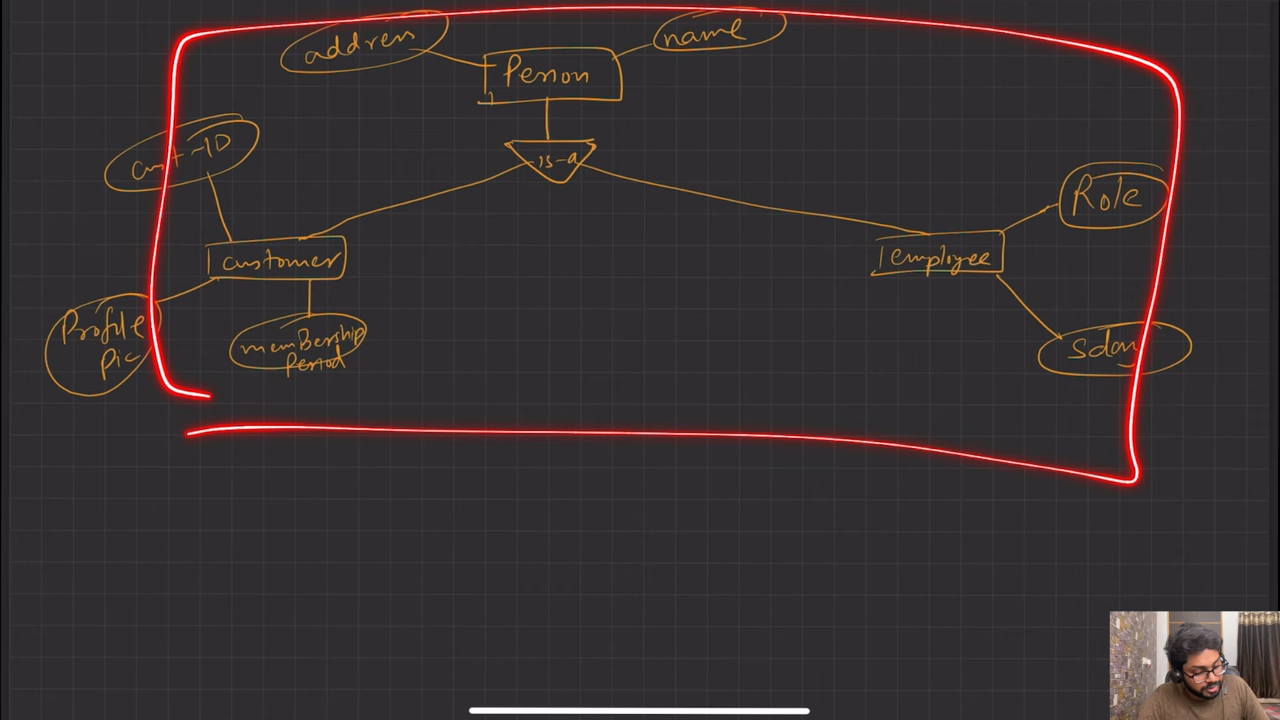 address
name
Person
is-a
cust-ID
Role
customer
employee
Profile
Pic
memBership
Period
Salary